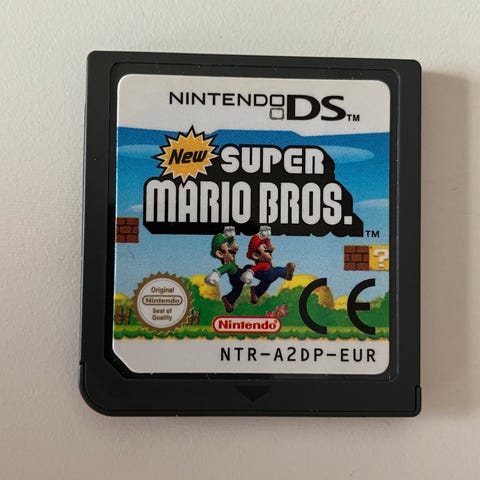 NINTENDO DS™
New SUPER
MARIO BROS.™
?
Original
Nintendo
Seal of
Quality
Nintendo
CE
NTR-A2DP-EUR